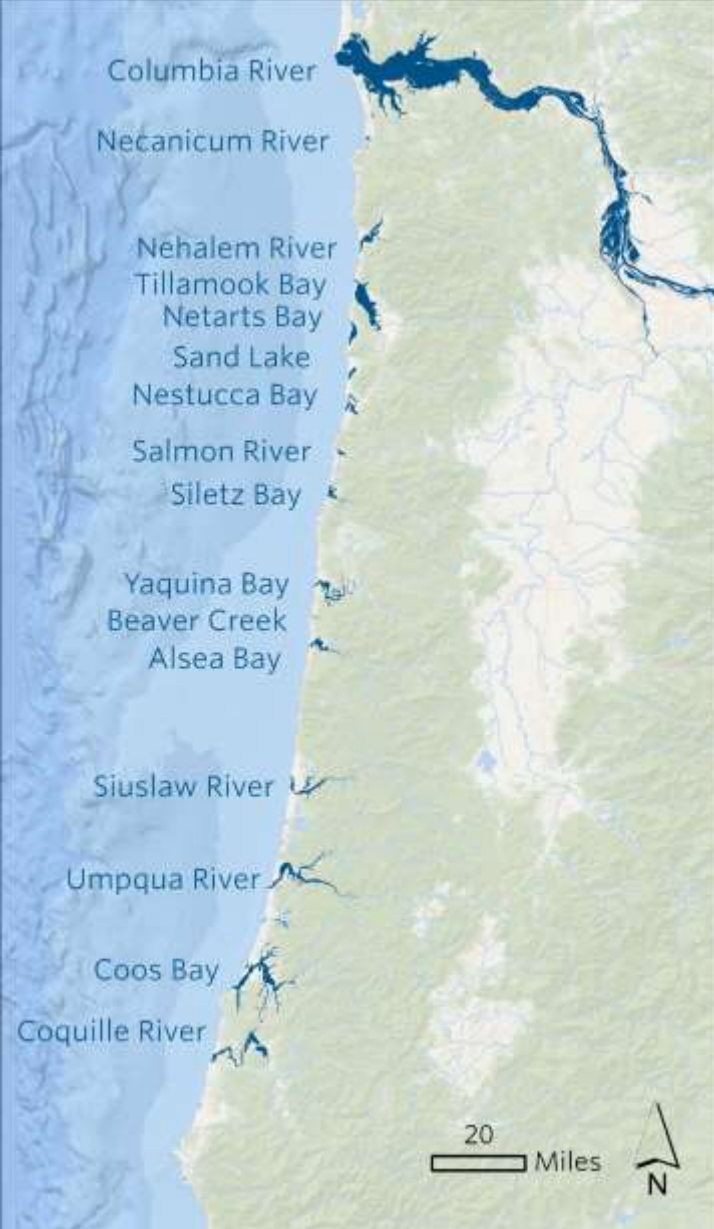 Columbia River
Necanicum River
Nehalem River
Tillamook Bay
Netarts Bay
Sand Lake
Nestucca Bay
Salmon River
Siletz Bay
Yaquina Bay
Beaver Creek
Alsea Bay
Siuslaw River
Umpqua River
Coos Bay
Coquille River
20
Miles
N